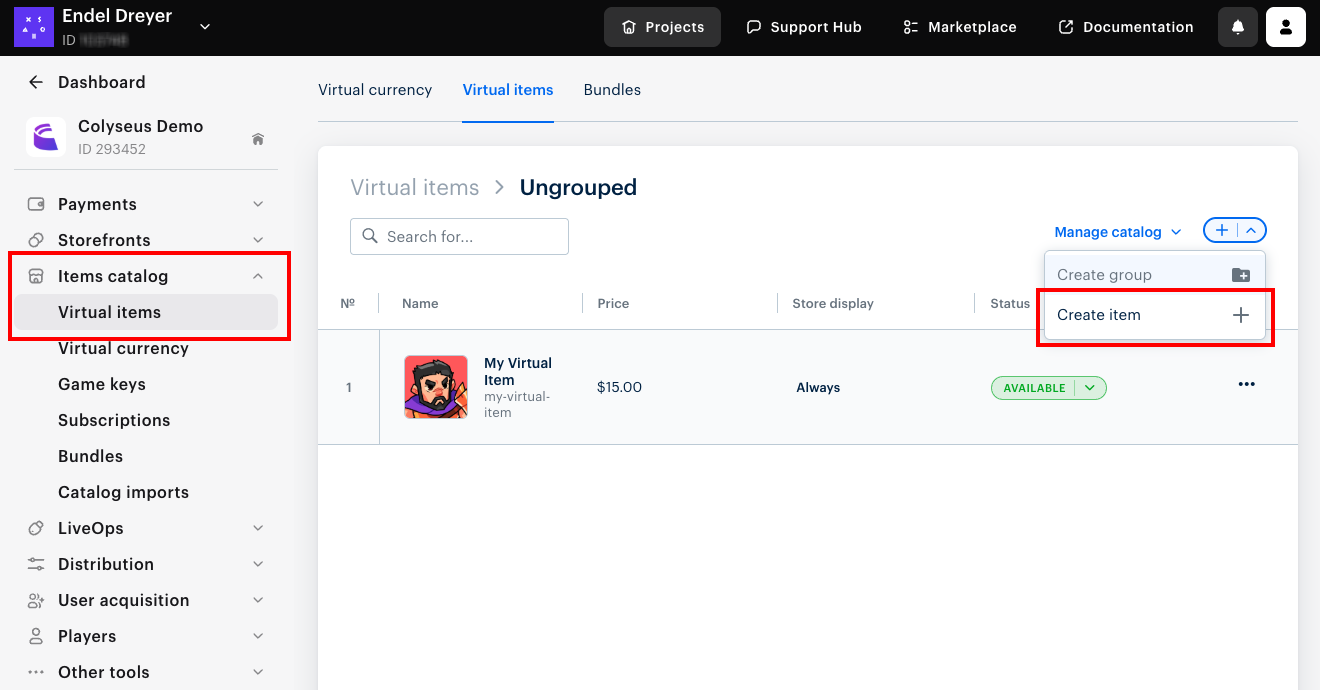 Endel Dreyer
ID
Projects
Support Hub
Marketplace
Documentation
Dashboard
Colyseus Demo
ID 293452
Payments
Storefronts
Items catalog
Virtual items
Virtual currency
Game keys
Subscriptions
Bundles
Catalog imports
LiveOps
Distribution
User acquisition
Players
Other tools
Virtual currency
Virtual items
Bundles
Virtual items > Ungrouped
Search for...
Manage catalog
Create group
Create item
Nº
Name
Price
Store display
Status
1
My Virtual
Item
my-virtual-
item
$15.00
Always
AVAILABLE